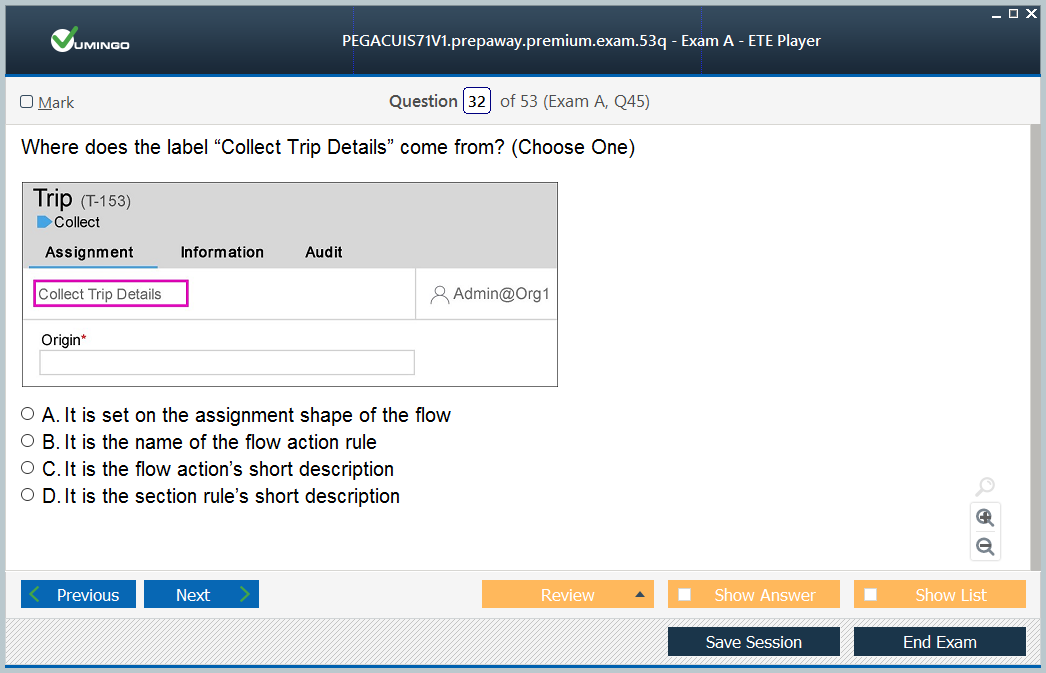 VUMINGO
PEGACUIS71V1.prepaway.premium.exam.53q - Exam A - ETE Player
Mark
Question 32 of 53 (Exam A, Q45)
Where does the label “Collect Trip Details” come from? (Choose One)
Trip (T-153)
Collect
Assignment Information Audit
Collect Trip Details Admin@Org1
Origin*
A. It is set on the assignment shape of the flow
B. It is the name of the flow action rule
C. It is the flow action’s short description
D. It is the section rule’s short description
Previous Next Review Show Answer Show List
Save Session End Exam